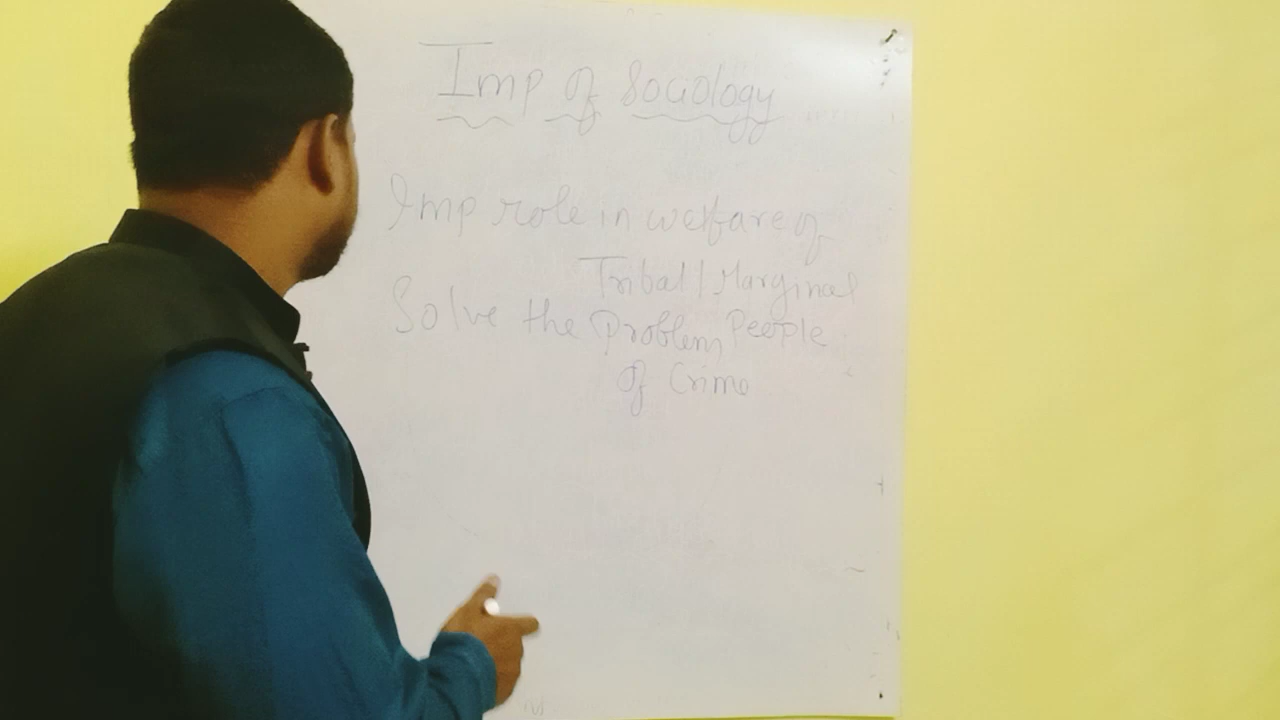 Imp of Sociology
Imp role in welfare of
Tribal / Marginal
Solve the Problem People
of Crime